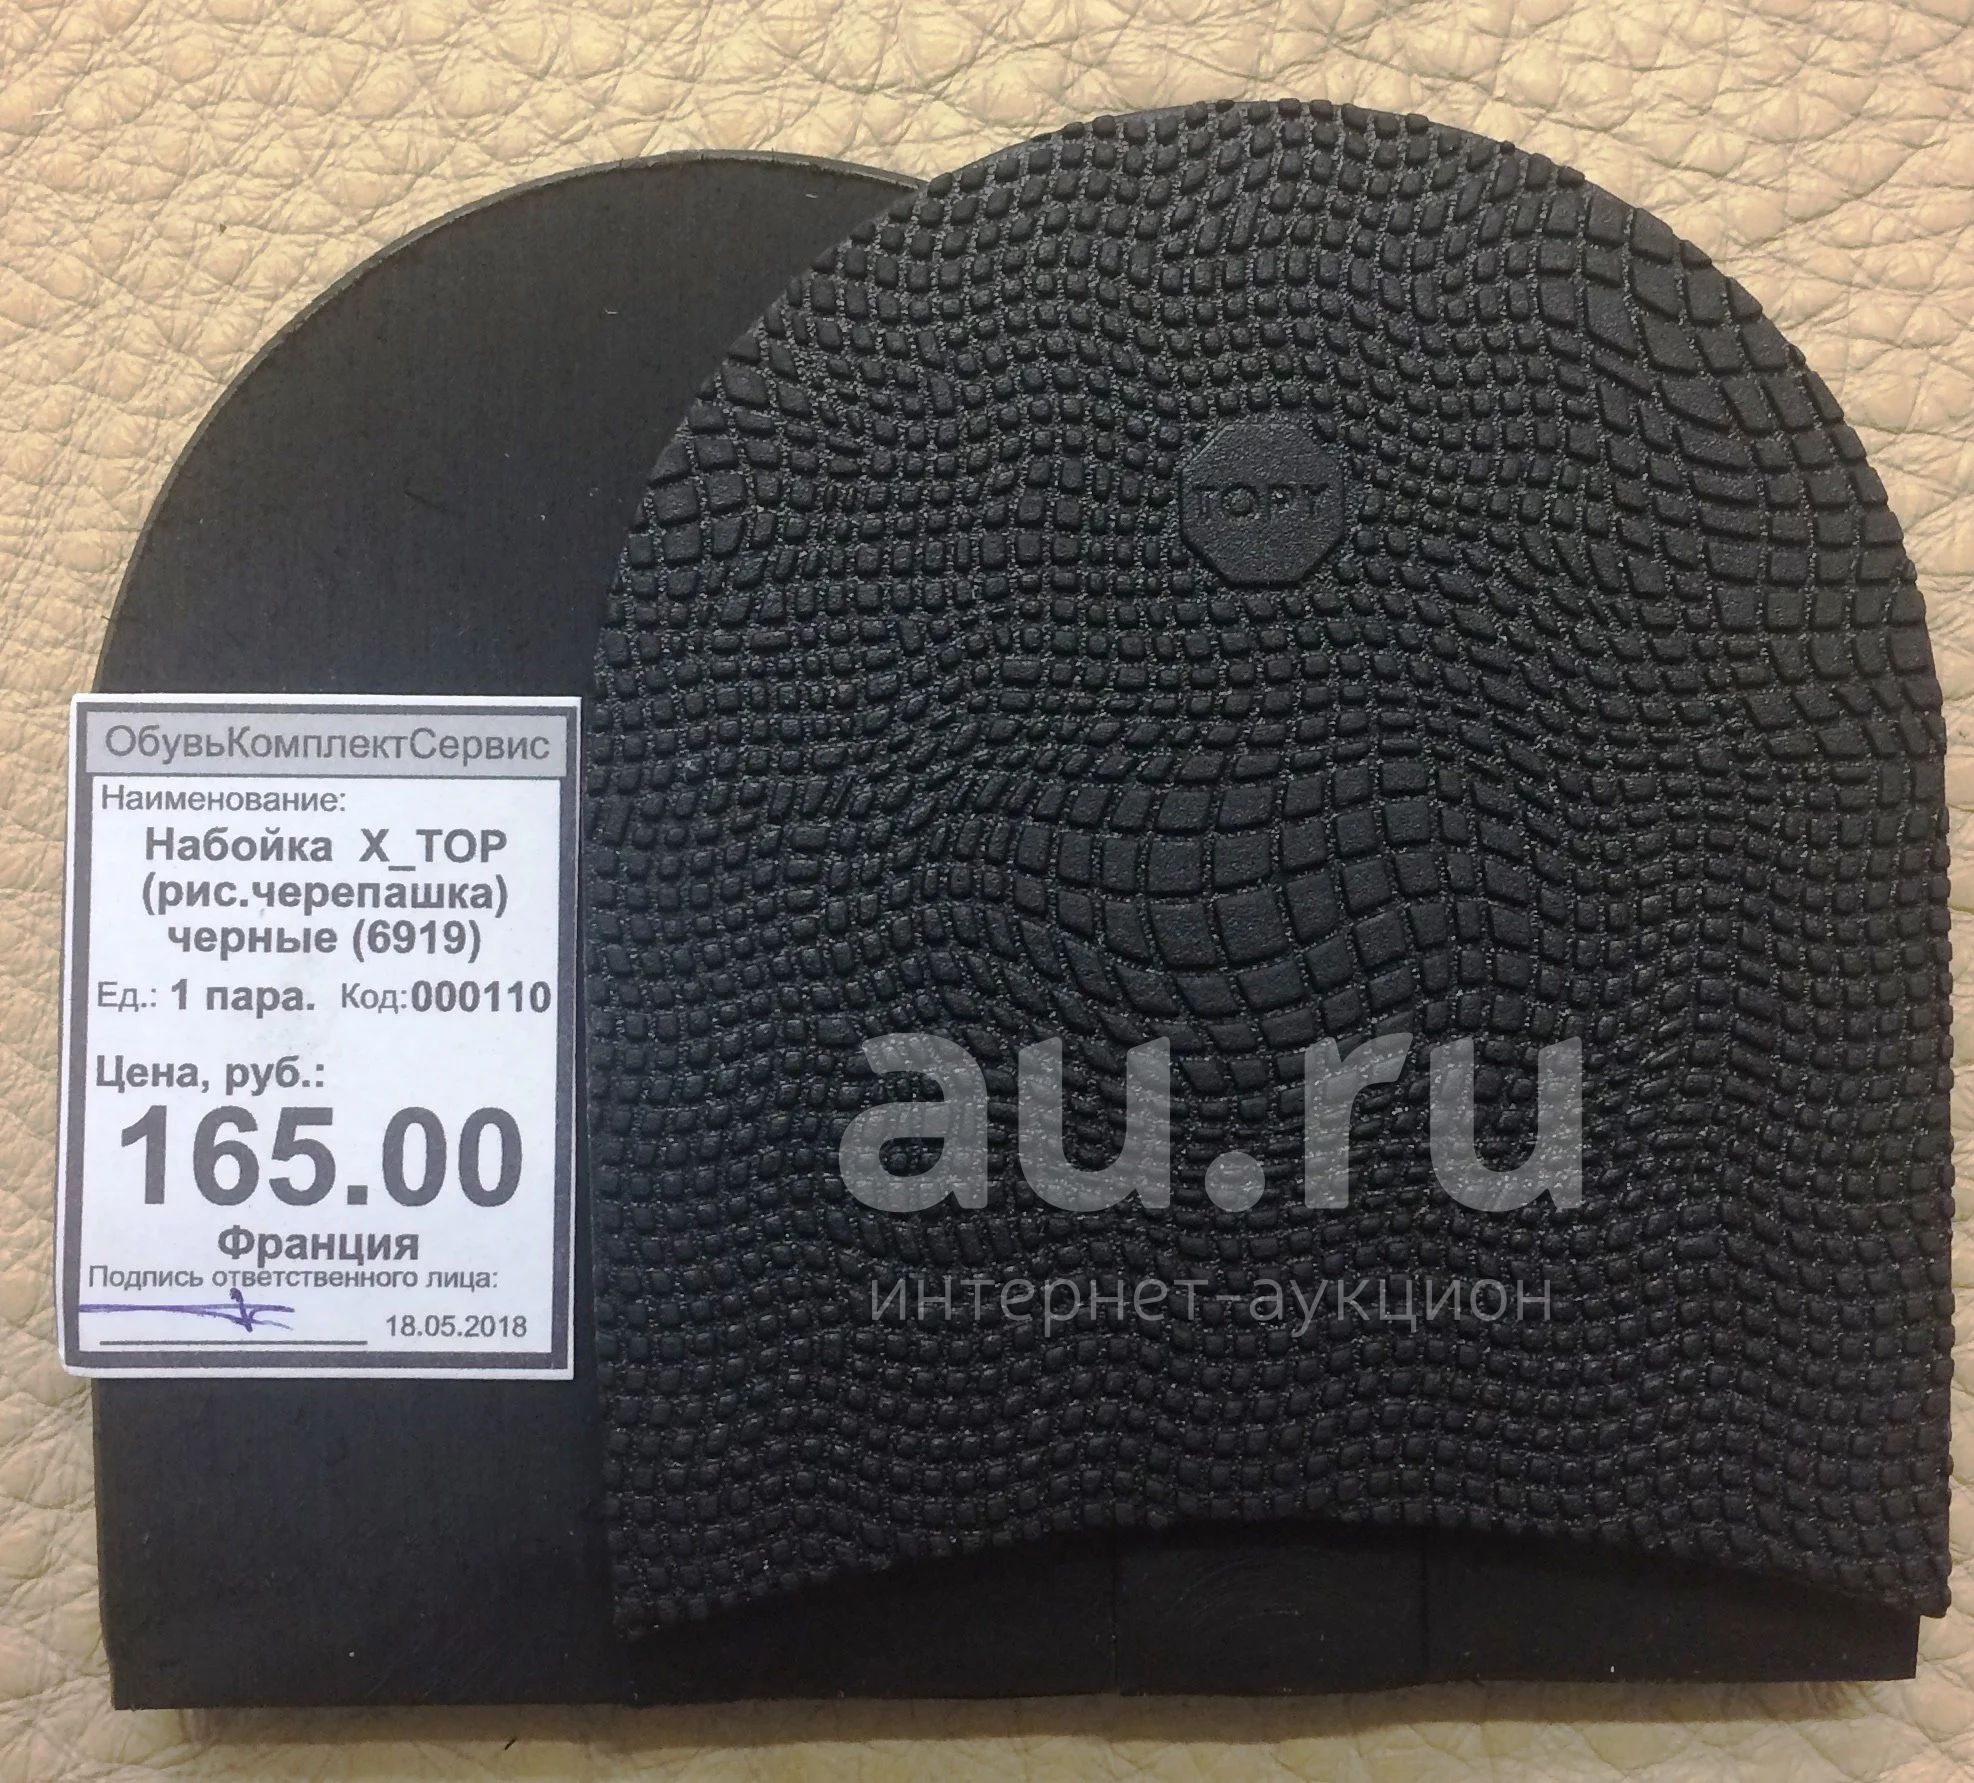 TOPY
ОбувьКомплектСервис
Наименование:
Набойка X_TOP
(рис.черепашка)
черные (6919)
Ед.: 1 пара. Код:000110
Цена, руб.:
165.00
Франция
Подпись ответственного лица:
18.05.2018
au.ru
интернет-аукцион